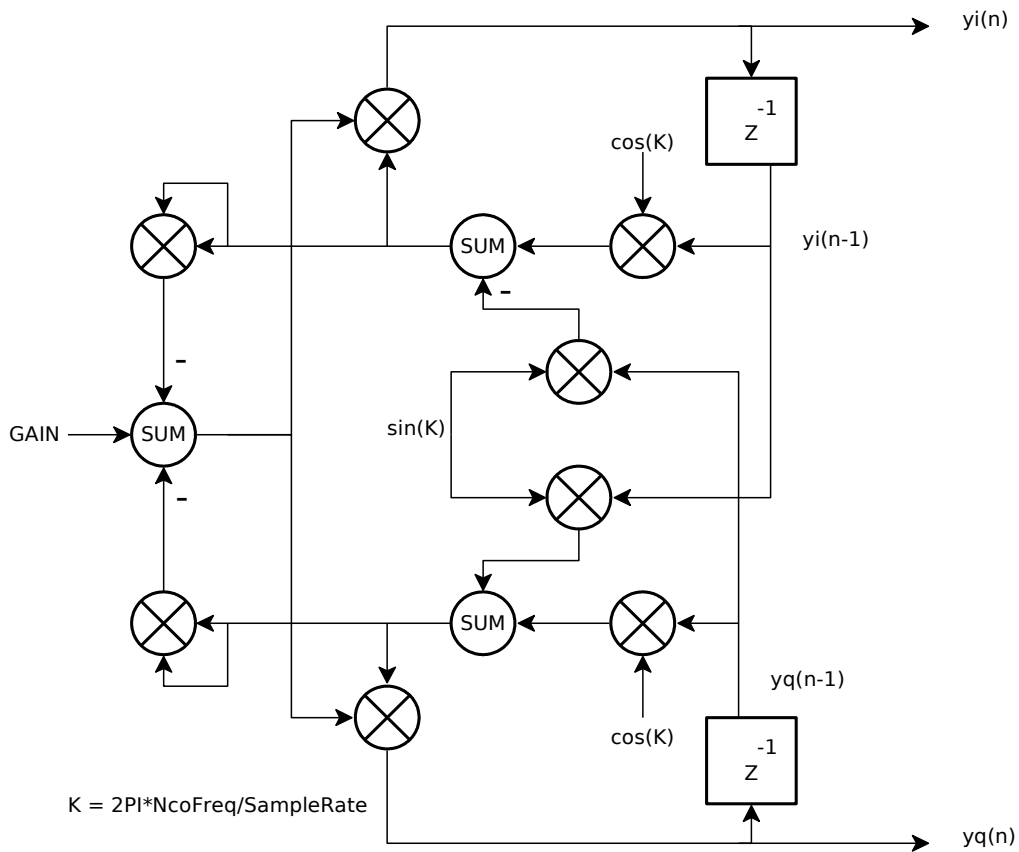 yi(n)
-1
Z
cos(K)
SUM
yi(n-1)
-
-
GAIN
SUM
sin(K)
-
SUM
yq(n-1)
cos(K)
-1
Z
K = 2PI*NcoFreq/SampleRate
yq(n)